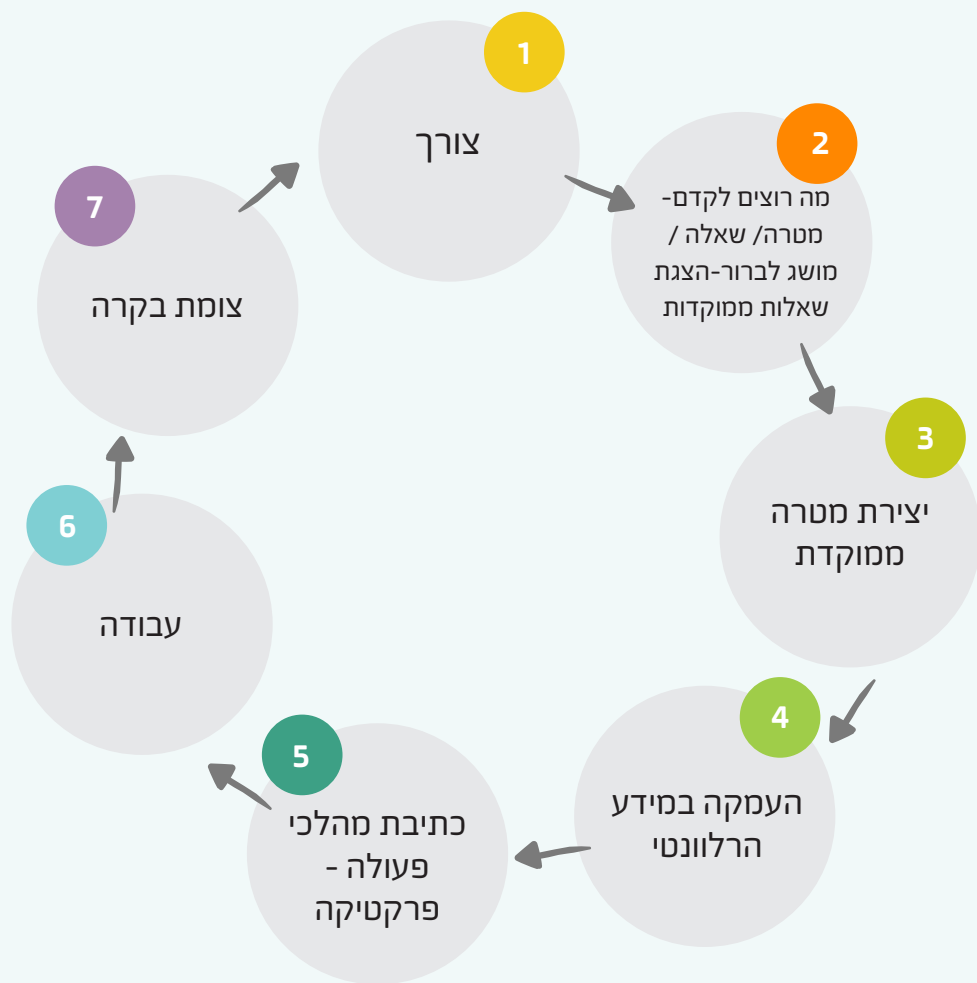 1
צורך
2
מה רוצים לקדם-
מטרה/ שאלה /
מושג לברור-הצגת
שאלות ממוקדות
3
יצירת מטרה
ממוקדת
4
העמקה במידע
הרלוונטי
5
כתיבת מהלכי
פעולה -
פרקטיקה
6
עבודה
7
צומת בקרה